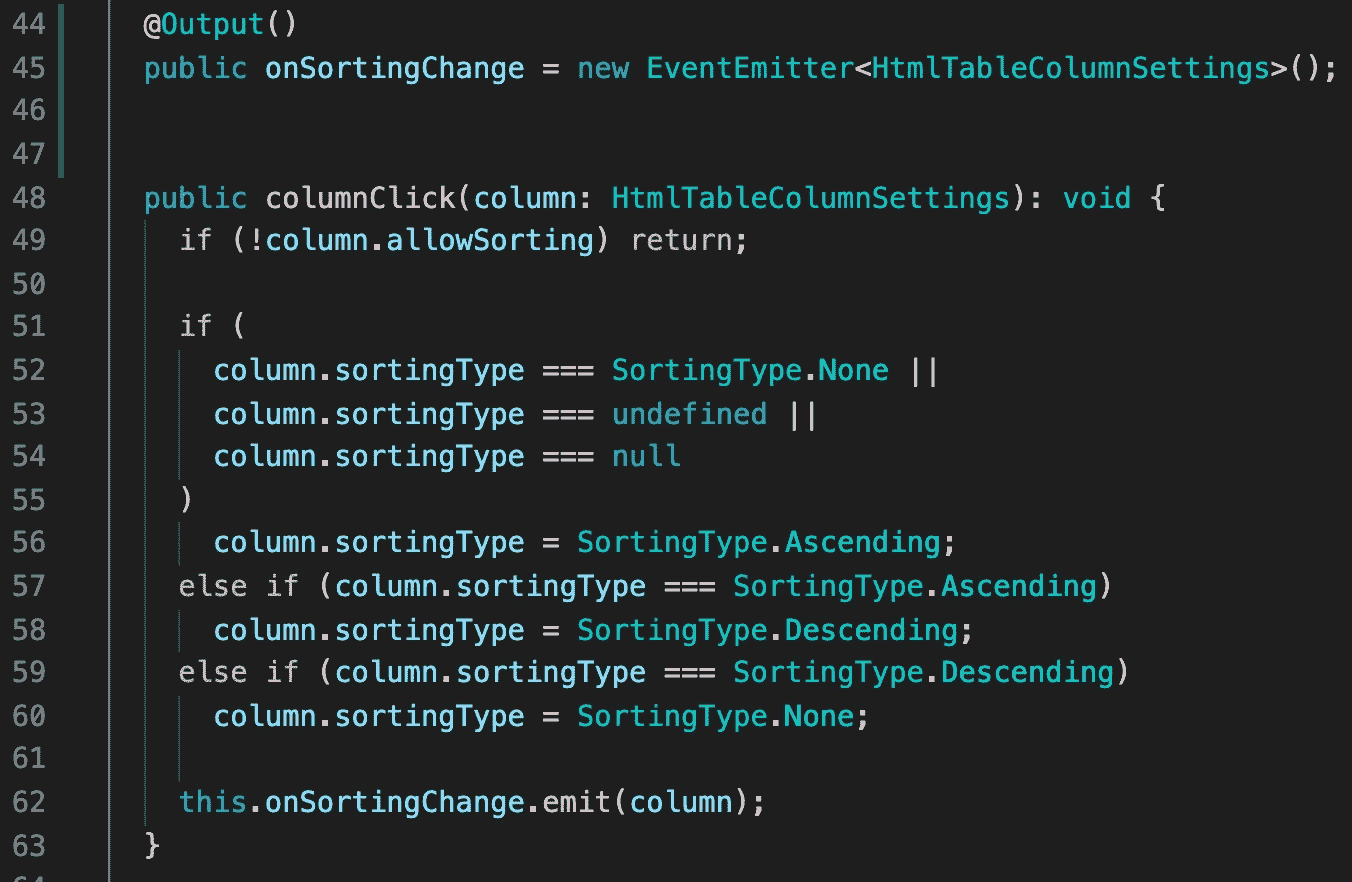 44 @Output()
45 public onSortingChange = new EventEmitter<HtmlTableColumnSettings>();
46
47
48 public columnClick(column: HtmlTableColumnSettings): void {
49 if (!column.allowSorting) return;
50
51 if (
52 column.sortingType === SortingType.None ||
53 column.sortingType === undefined ||
54 column.sortingType === null
55 )
56 column.sortingType = SortingType.Ascending;
57 else if (column.sortingType === SortingType.Ascending)
58 column.sortingType = SortingType.Descending;
59 else if (column.sortingType === SortingType.Descending)
60 column.sortingType = SortingType.None;
61
62 this.onSortingChange.emit(column);
63 }